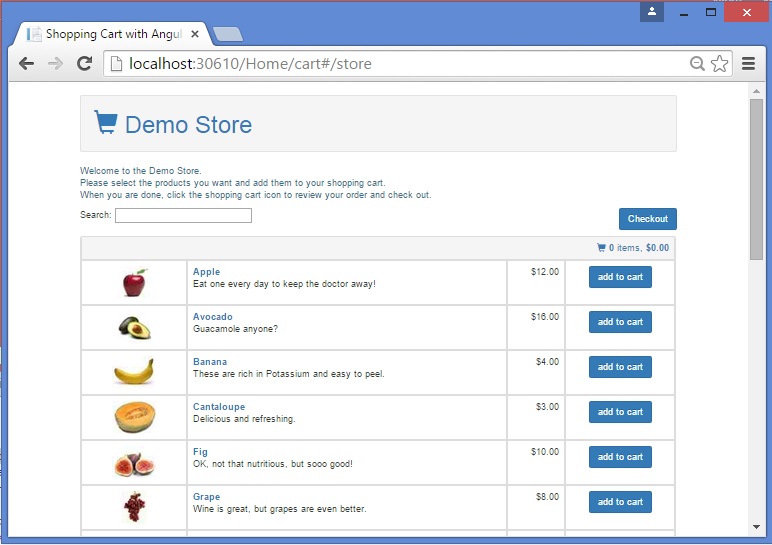 Shopping Cart with Angul
localhost:30610/Home/cart#/store
Demo Store
Welcome to the Demo Store.
Please select the products you want and add them to your shopping cart.
When you are done, click the shopping cart icon to review your order and check out.
Search:
Checkout
0 items, $0.00
Apple
Eat one every day to keep the doctor away!
$12.00
add to cart
Avocado
Guacamole anyone?
$16.00
add to cart
Banana
These are rich in Potassium and easy to peel.
$4.00
add to cart
Cantaloupe
Delicious and refreshing.
$3.00
add to cart
Fig
OK, not that nutritious, but sooo good!
$10.00
add to cart
Grape
Wine is great, but grapes are even better.
$8.00
add to cart